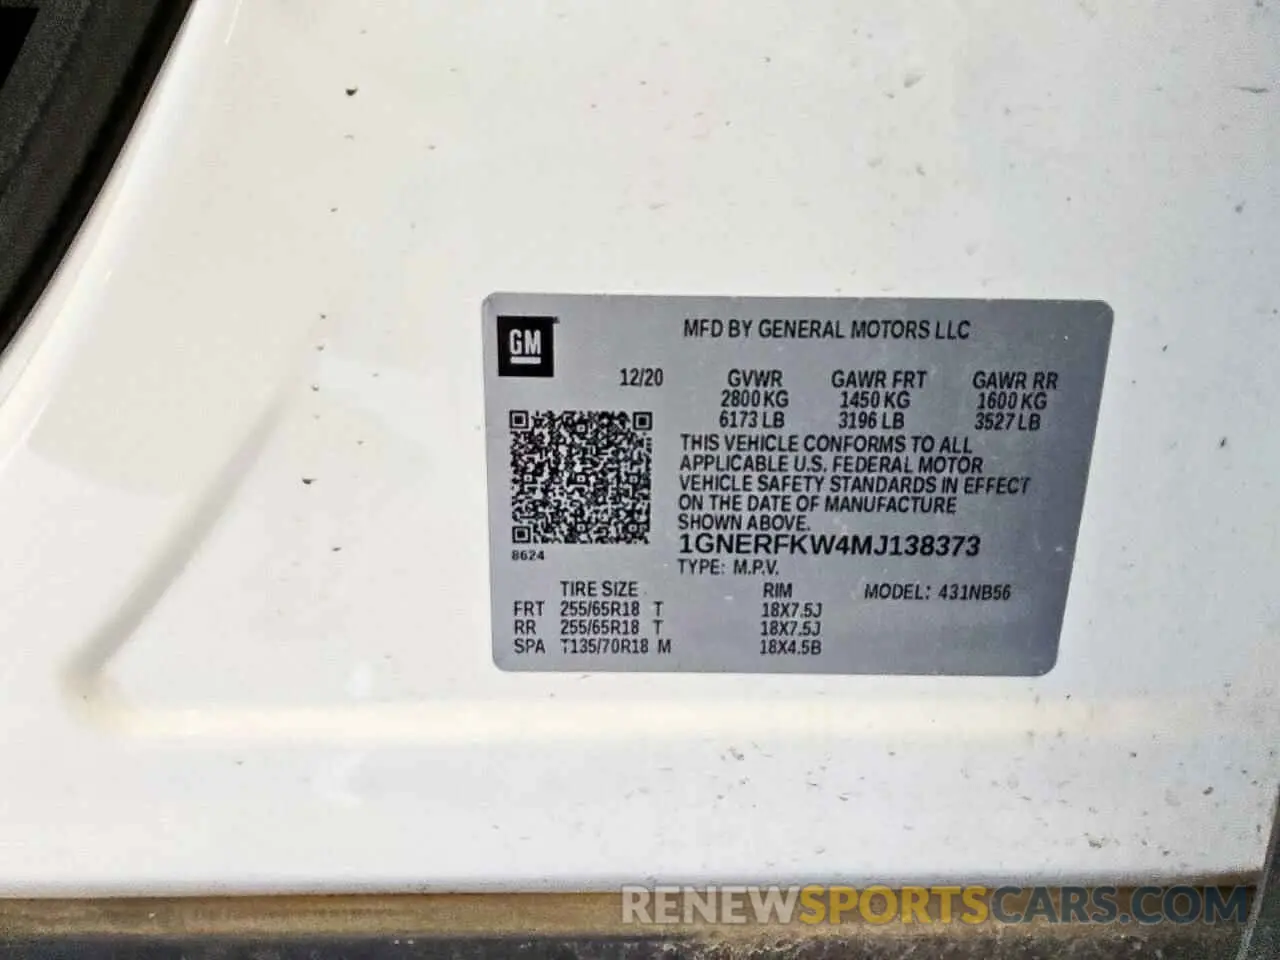 GM
MFD BY GENERAL MOTORS LLC
12/20 GVWR GAWR FRT GAWR RR
2800 KG 1450 KG 1600 KG
6173 LB 3196 LB 3527 LB
THIS VEHICLE CONFORMS TO ALL
APPLICABLE U.S. FEDERAL MOTOR
VEHICLE SAFETY STANDARDS IN EFFECT
ON THE DATE OF MANUFACTURE
SHOWN ABOVE.
8624
1GNERFKW4MJ138373
TYPE: M.P.V.
TIRE SIZE RIM MODEL: 431NB56
FRT 255/65R18 T 18X7.5J
RR 255/65R18 T 18X7.5J
SPA T135/70R18 M 18X4.5B
RENEWSPORTSCARS.COM